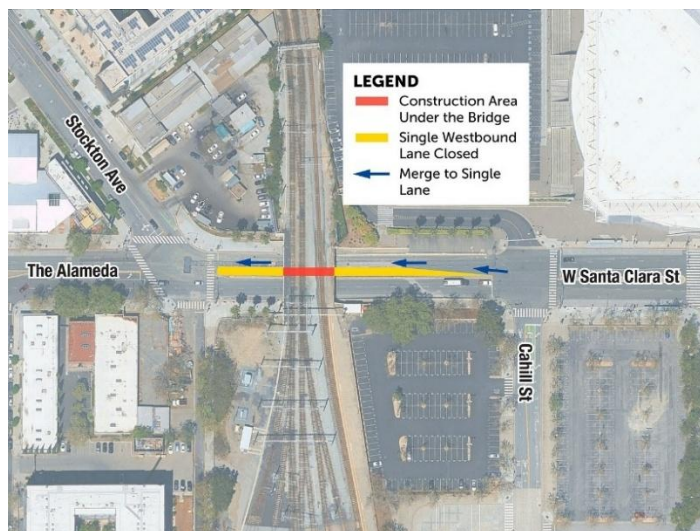 LEGEND
Construction Area
Under the Bridge
Single Westbound
Lane Closed
Merge to Single
Lane
Stockton Ave
The Alameda
W Santa Clara St
Cahill St